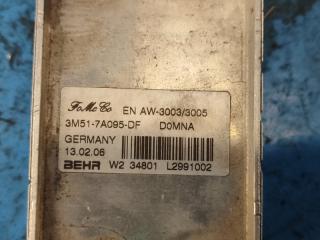 FoMoCo EN AW-3003/3005
3M51-7A095-DF D0MNA
GERMANY
13.02.06
BEHR W2 34801 L2991002